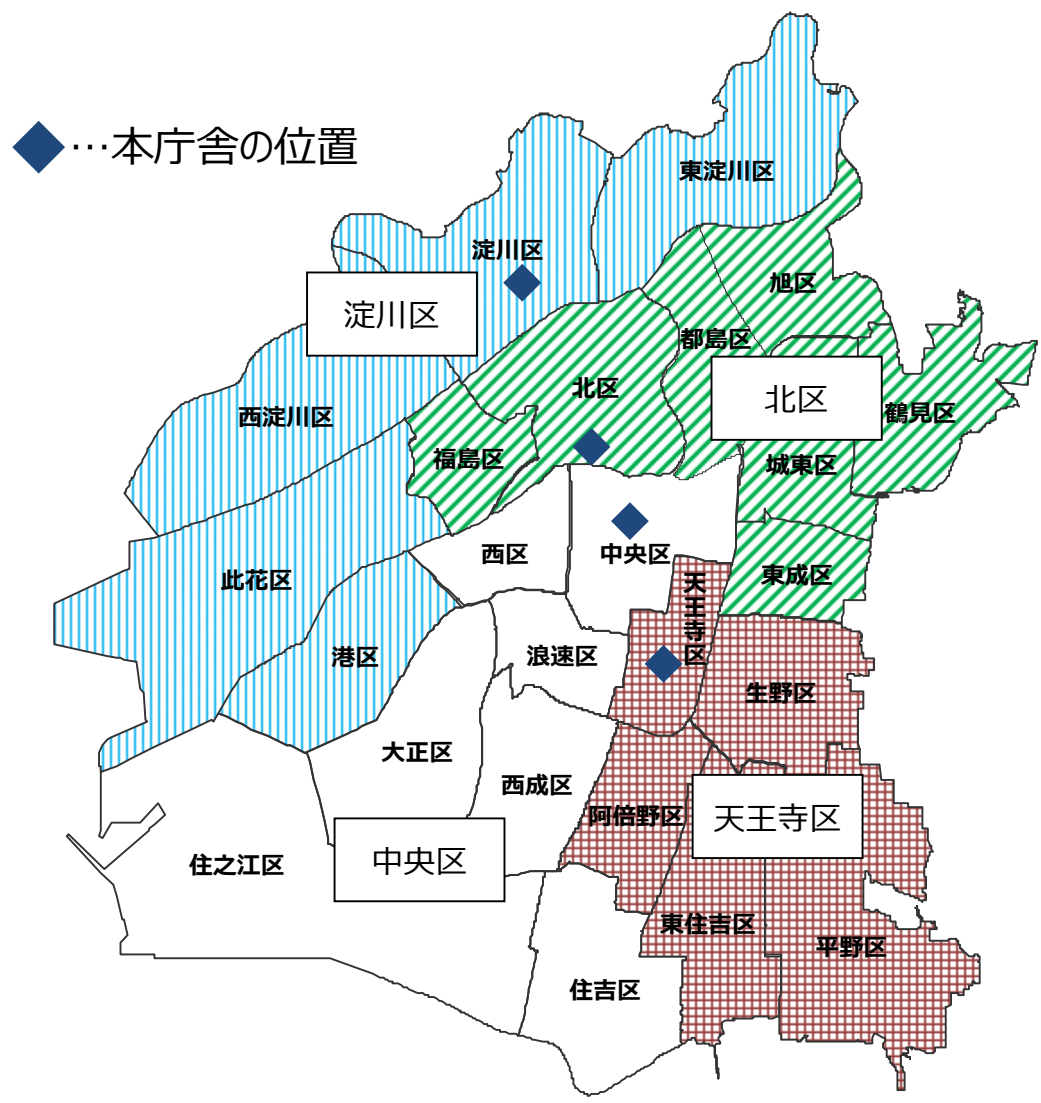 ◆…本庁舎の位置
東淀川区
淀川区
旭区
淀川区
都島区
北区
北区
西淀川区
鶴見区
福島区
城東区
西区
中央区
東成区
此花区
天王寺区
港区
浪速区
生野区
大正区
西成区
阿倍野区
天王寺区
中央区
住之江区
東住吉区
平野区
住吉区